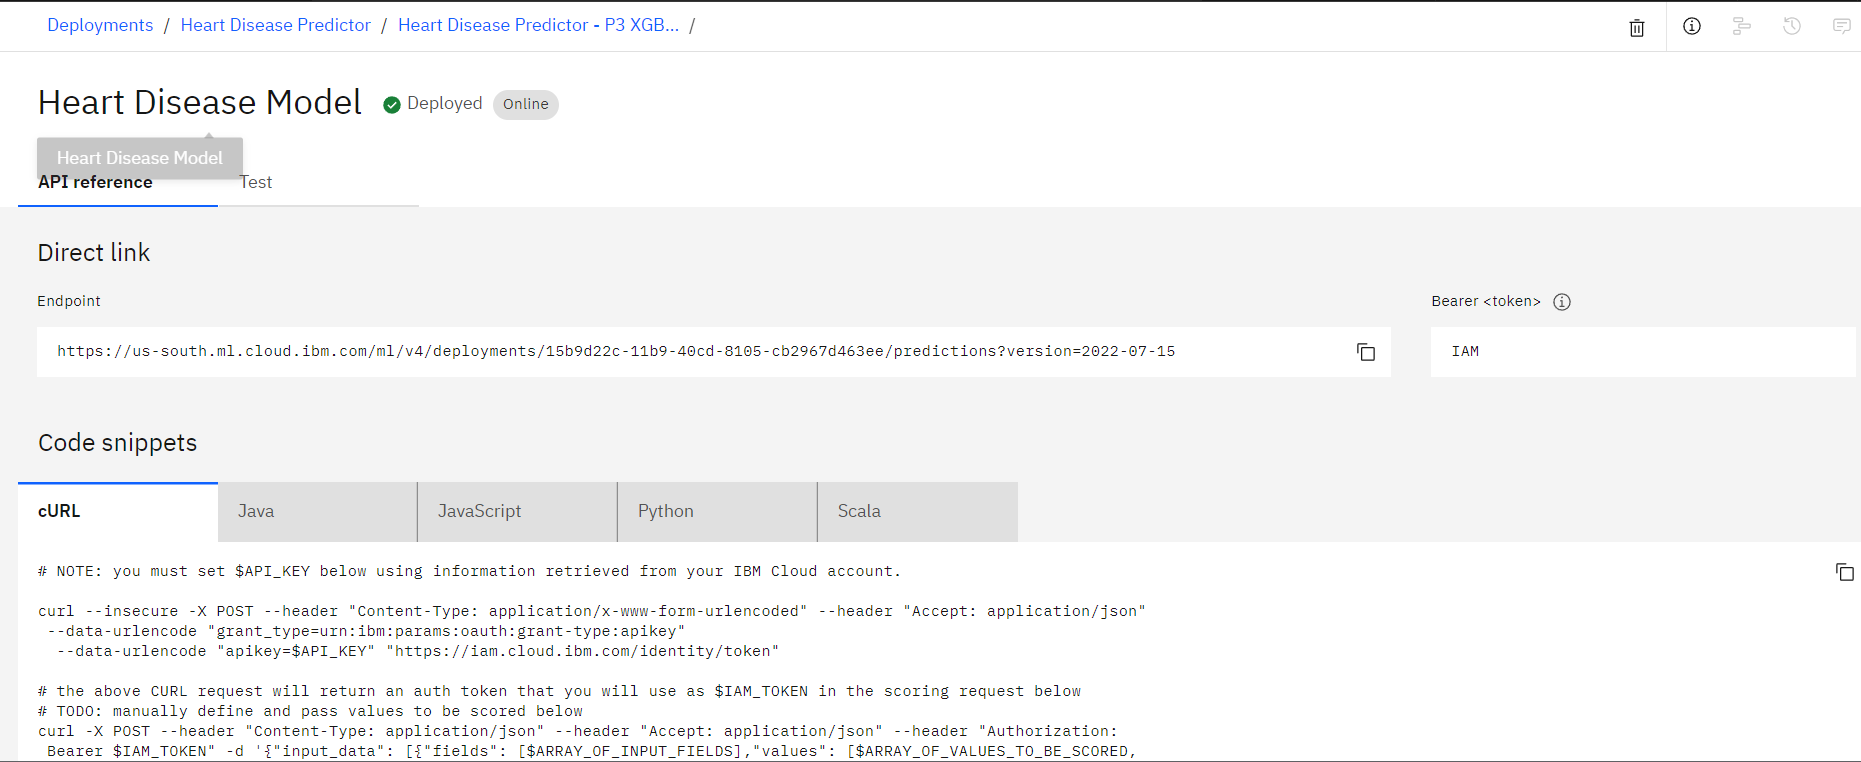 Deployments / Heart Disease Predictor / Heart Disease Predictor - P3 XGB... /
Heart Disease Model Deployed Online
Heart Disease Model
API reference Test
Direct link
Endpoint Bearer <token>
https://us-south.ml.cloud.ibm.com/ml/v4/deployments/15b9d22c-11b9-40cd-8105-cb2967d463ee/predictions?version=2022-07-15 IAM
Code snippets
cURL Java JavaScript Python Scala
# NOTE: you must set $API_KEY below using information retrieved from your IBM Cloud account.
curl --insecure -X POST --header "Content-Type: application/x-www-form-urlencoded" --header "Accept: application/json"
--data-urlencode "grant_type=urn:ibm:params:oauth:grant-type:apikey"
--data-urlencode "apikey=$API_KEY" "https://iam.cloud.ibm.com/identity/token"
# the above CURL request will return an auth token that you will use as $IAM_TOKEN in the scoring request below
# TODO: manually define and pass values to be scored below
curl -X POST --header "Content-Type: application/json" --header "Accept: application/json" --header "Authorization:
Bearer $IAM_TOKEN" -d '{"input_data": [{"fields": [$ARRAY_OF_INPUT_FIELDS],"values": [$ARRAY_OF_VALUES_TO_BE_SCORED,